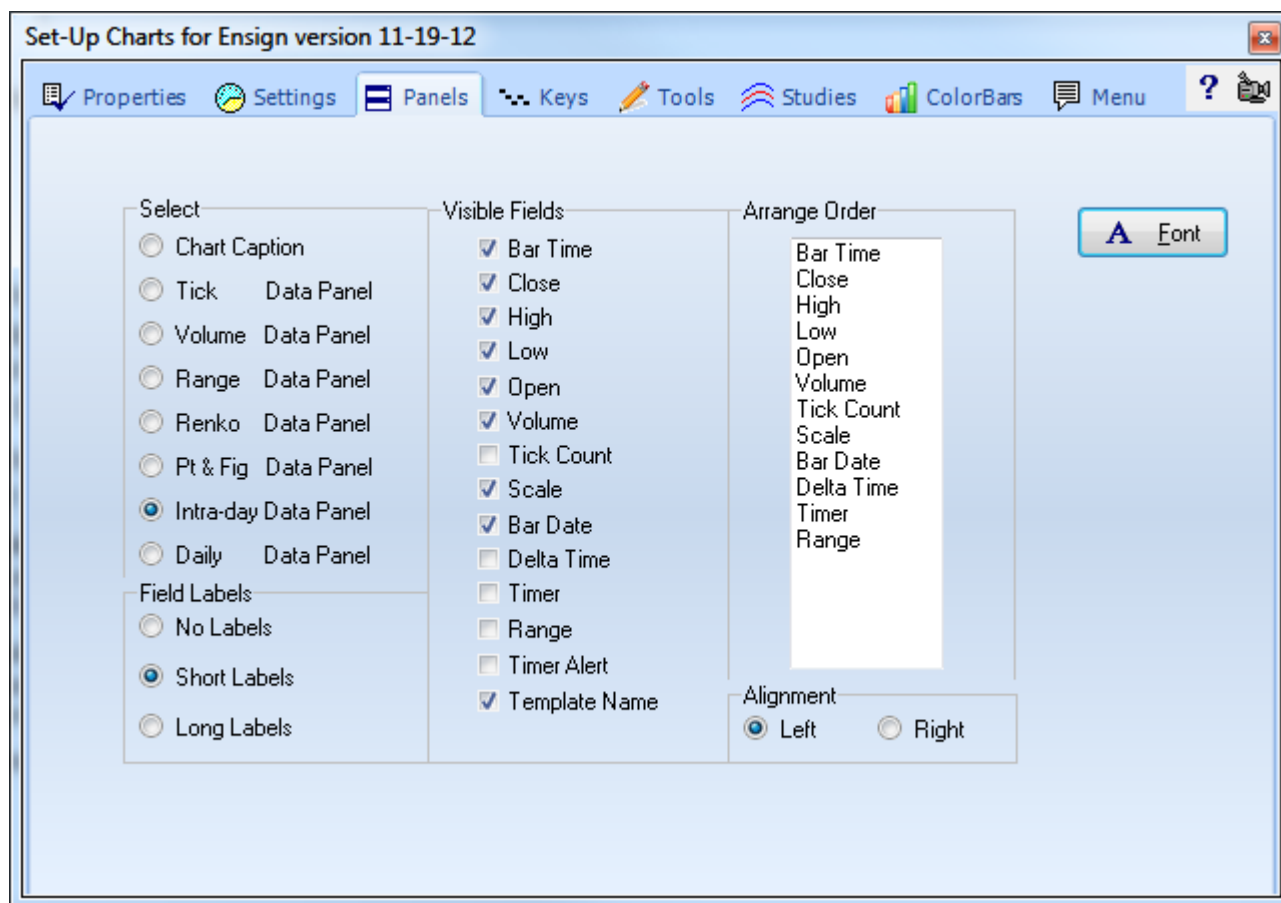 Set-Up Charts for Ensign version 11-19-12
Properties Settings Panels Keys Tools Studies ColorBars Menu ?
Select
Chart Caption
Tick Data Panel
Volume Data Panel
Range Data Panel
Renko Data Panel
Pt & Fig Data Panel
Intra-day Data Panel
Daily Data Panel
Field Labels
No Labels
Short Labels
Long Labels
Visible Fields
Bar Time
Close
High
Low
Open
Volume
Tick Count
Scale
Bar Date
Delta Time
Timer
Range
Timer Alert
Template Name
Arrange Order
Bar Time
Close
High
Low
Open
Volume
Tick Count
Scale
Bar Date
Delta Time
Timer
Range
Alignment
Left Right
A Font